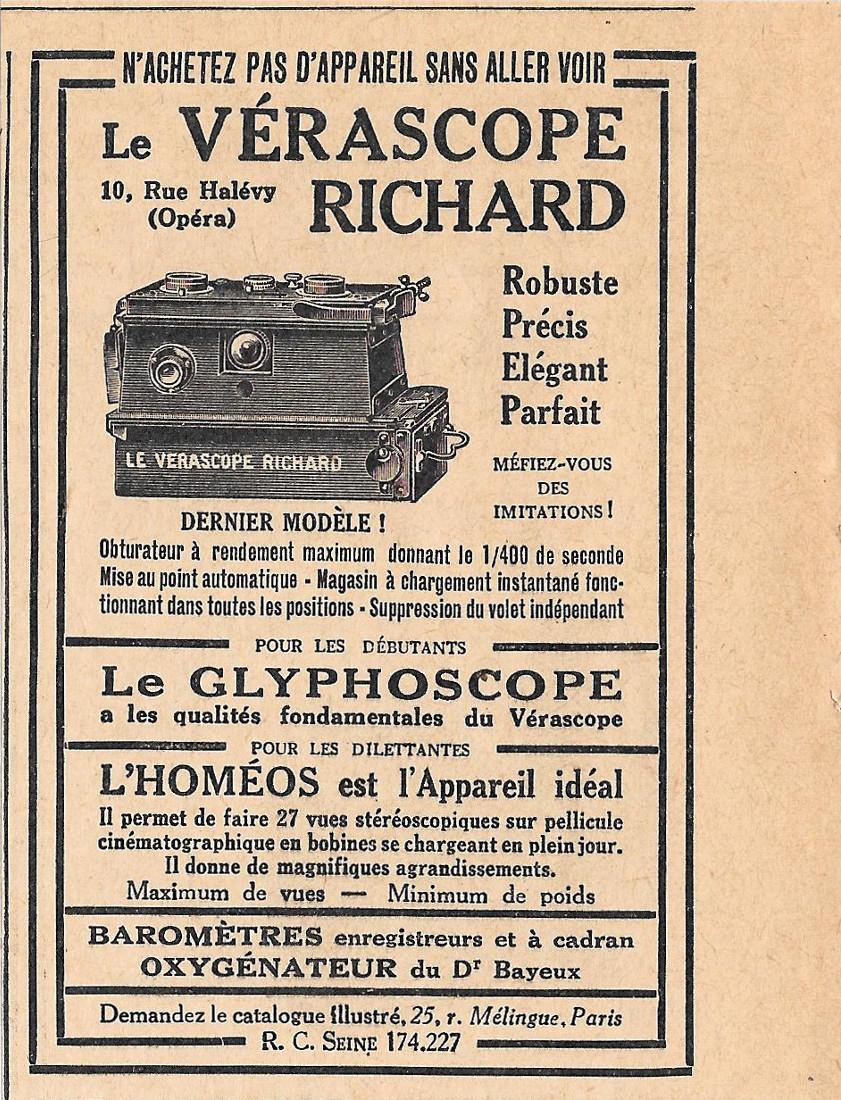 N'ACHETEZ PAS D'APPAREIL SANS ALLER VOIR
Le VÉRASCOPE
10, Rue Halévy
(Opéra)
RICHARD
Robuste
Précis
Elégant
Parfait
MÉFIEZ-VOUS
DES
IMITATIONS !
LE VERASCOPE RICHARD
DERNIER MODÈLE !
Obturateur à rendement maximum donnant le 1/400 de seconde
Mise au point automatique - Magasin à chargement instantané fonc-
tionnant dans toutes les positions - Suppression du volet indépendant
POUR LES DÉBUTANTS
Le GLYPHOSCOPE
a les qualités fondamentales du Vérascope
POUR LES DILETTANTES
L'HOMÉOS est l'Appareil idéal
Il permet de faire 27 vues stéréoscopiques sur pellicule
cinématographique en bobines se chargeant en plein jour.
Il donne de magnifiques agrandissements.
Maximum de vues — Minimum de poids
BAROMÈTRES enregistreurs et à cadran
OXYGÉNATEUR du Dr Bayeux
Demandez le catalogue illustré, 25, r. Mélingue, Paris
R. C. SEINE 174.227